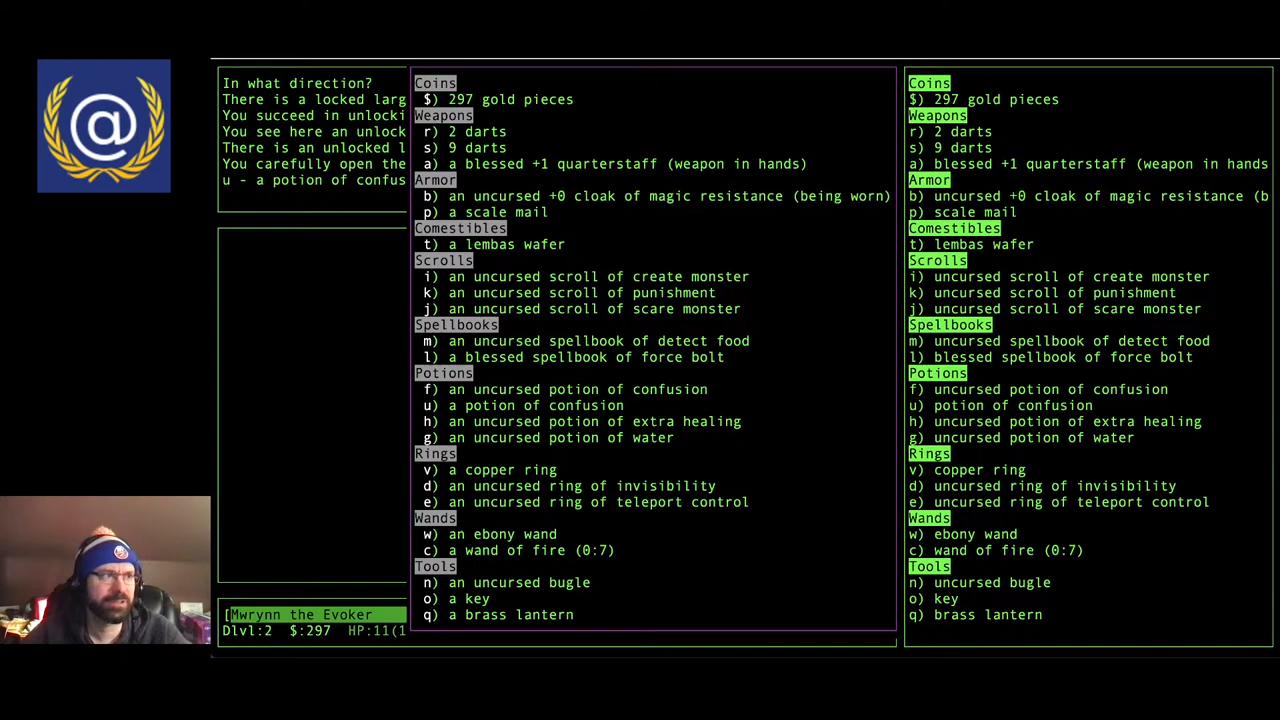 @
In what direction?
There is a locked larg
You succeed in unlocki
You see here an unlock
There is an unlocked l
You carefully open the
u - a potion of confus
[Mwrynn the Evoker
Dlvl:2 $:297 HP:11(1
Coins
$) 297 gold pieces
Weapons
r) 2 darts
s) 9 darts
a) a blessed +1 quarterstaff (weapon in hands)
Armor
b) an uncursed +0 cloak of magic resistance (being worn)
p) a scale mail
Comestibles
t) a lembas wafer
Scrolls
i) an uncursed scroll of create monster
k) an uncursed scroll of punishment
j) an uncursed scroll of scare monster
Spellbooks
m) an uncursed spellbook of detect food
l) a blessed spellbook of force bolt
Potions
f) an uncursed potion of confusion
u) a potion of confusion
h) an uncursed potion of extra healing
g) an uncursed potion of water
Rings
v) a copper ring
d) an uncursed ring of invisibility
e) an uncursed ring of teleport control
Wands
w) an ebony wand
c) a wand of fire (0:7)
Tools
n) an uncursed bugle
o) a key
q) a brass lantern
Coins
$) 297 gold pieces
Weapons
r) 2 darts
s) 9 darts
a) blessed +1 quarterstaff (weapon in hands
Armor
b) uncursed +0 cloak of magic resistance (b
p) scale mail
Comestibles
t) lembas wafer
Scrolls
i) uncursed scroll of create monster
k) uncursed scroll of punishment
j) uncursed scroll of scare monster
Spellbooks
m) uncursed spellbook of detect food
l) blessed spellbook of force bolt
Potions
f) uncursed potion of confusion
u) potion of confusion
h) uncursed potion of extra healing
g) uncursed potion of water
Rings
v) copper ring
d) uncursed ring of invisibility
e) uncursed ring of teleport control
Wands
w) ebony wand
c) wand of fire (0:7)
Tools
n) uncursed bugle
o) key
q) brass lantern